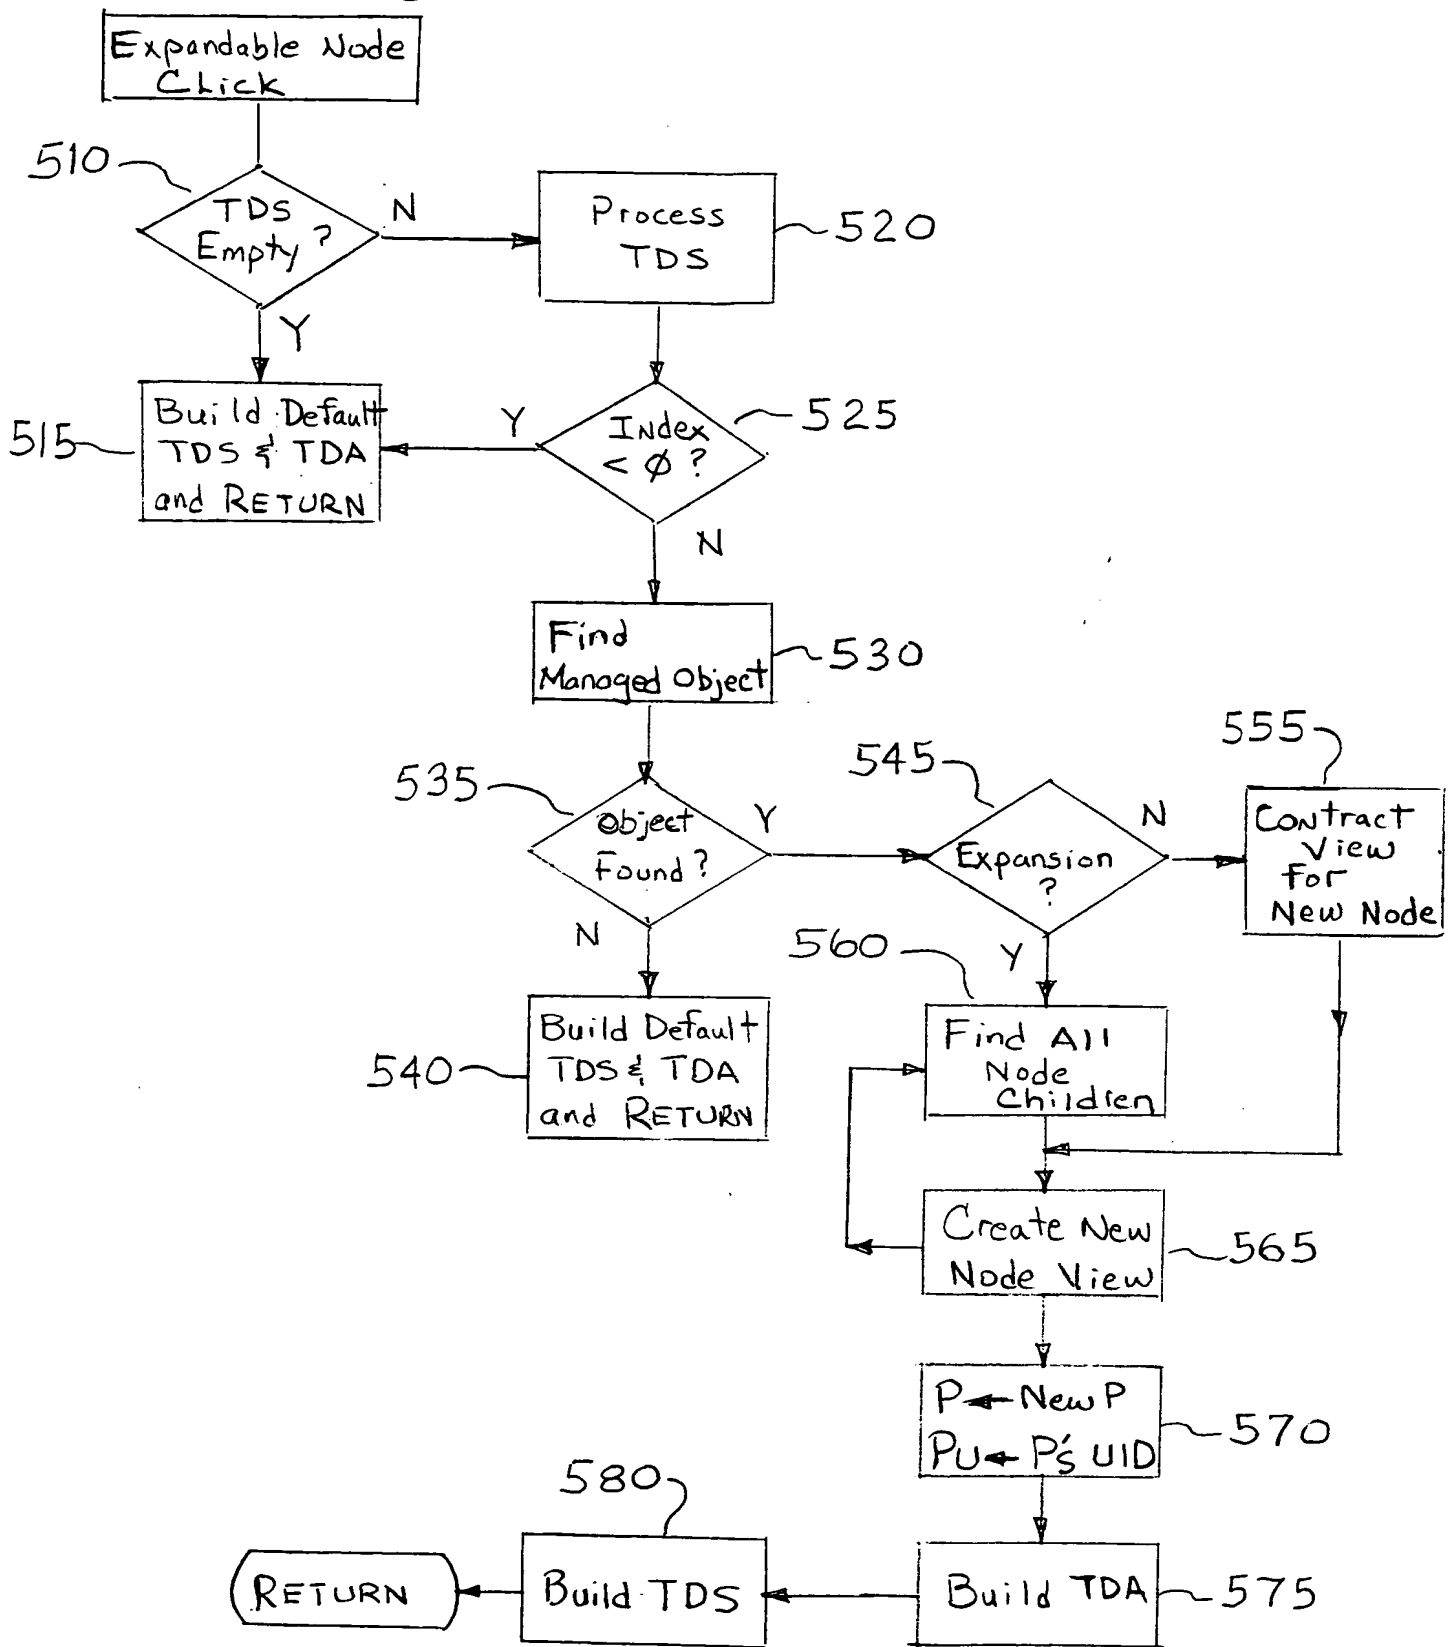 Expandable Node
Click
510
TDS
Empty?
N
Process
TDS
520
Y
515
Build Default
TDS & TDA
and RETURN
Y
Index
< Ø ?
525
N
Find
Managed Object
530
535
Object
Found?
Y
545
Expansion
?
N
555
Contract
View
for
New Node
N
Y
560
540
Build Default
TDS & TDA
and RETURN
Find All
Node
Children
Create New
Node View
565
P ← New P
PU ← P's UID
570
580
RETURN
Build TDS
Build TDA
575